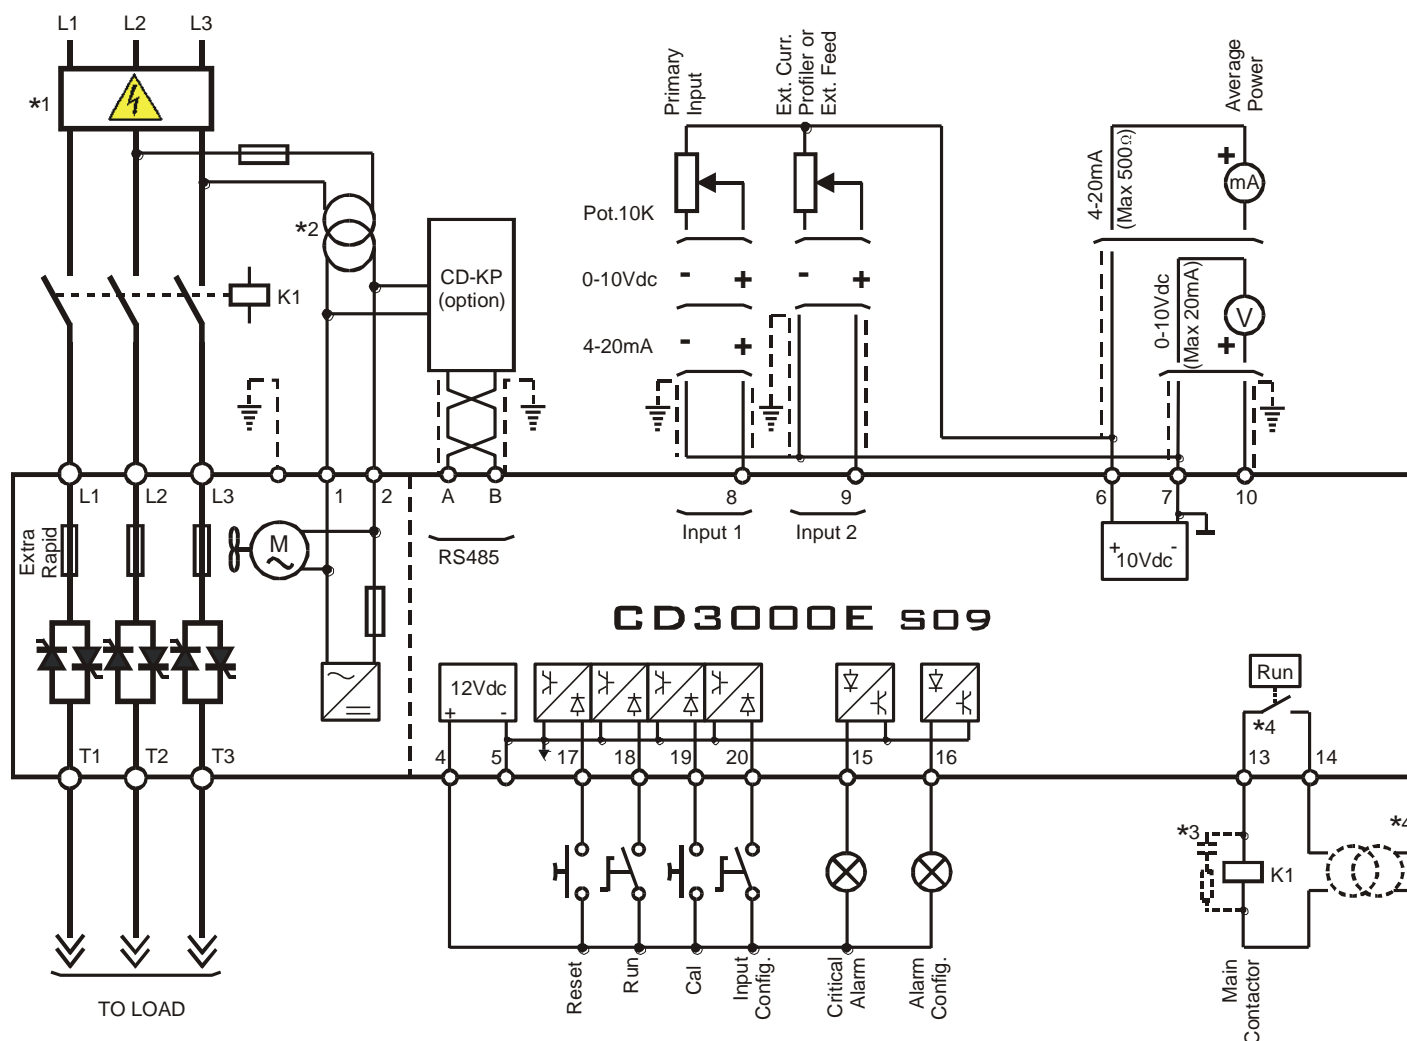 L1 L2 L3
*1
*2
K1
CD-KP
(option)
Primary
Input
Ext. Curr.
Profiler or
Ext. Feed
Average
Power
Pot.10K
0-10Vdc
4-20mA
- +
- +
- +
4-20mA
(Max 500Ω)
+
mA
0-10Vdc
(Max 20mA)
V
+
L1 L2 L3 1 2 A B 8 9 6 7 10
Extra
Rapid
M
RS485
Input 1
Input 2
+ -
10Vdc
CD3000E S09
12Vdc
+ -
Run
*4
T1 T2 T3 4 5 17 18 19 20 15 16 13 14
*3
K1
*4
Reset
Run
Cal
Input
Config.
Critical
Alarm
Alarm
Config.
Main
Contactor
TO LOAD